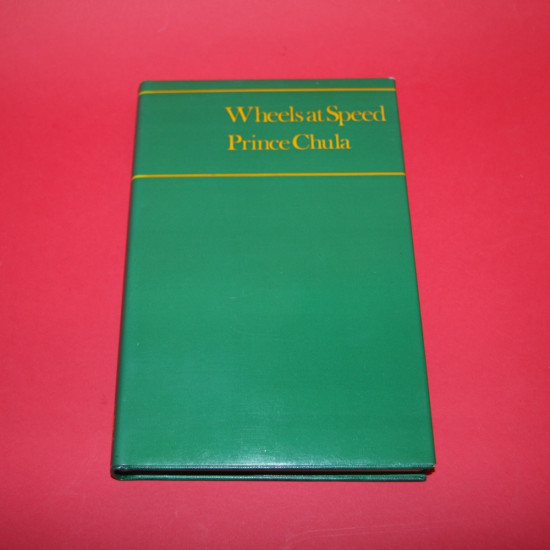 Wheels at Speed
Prince Chula